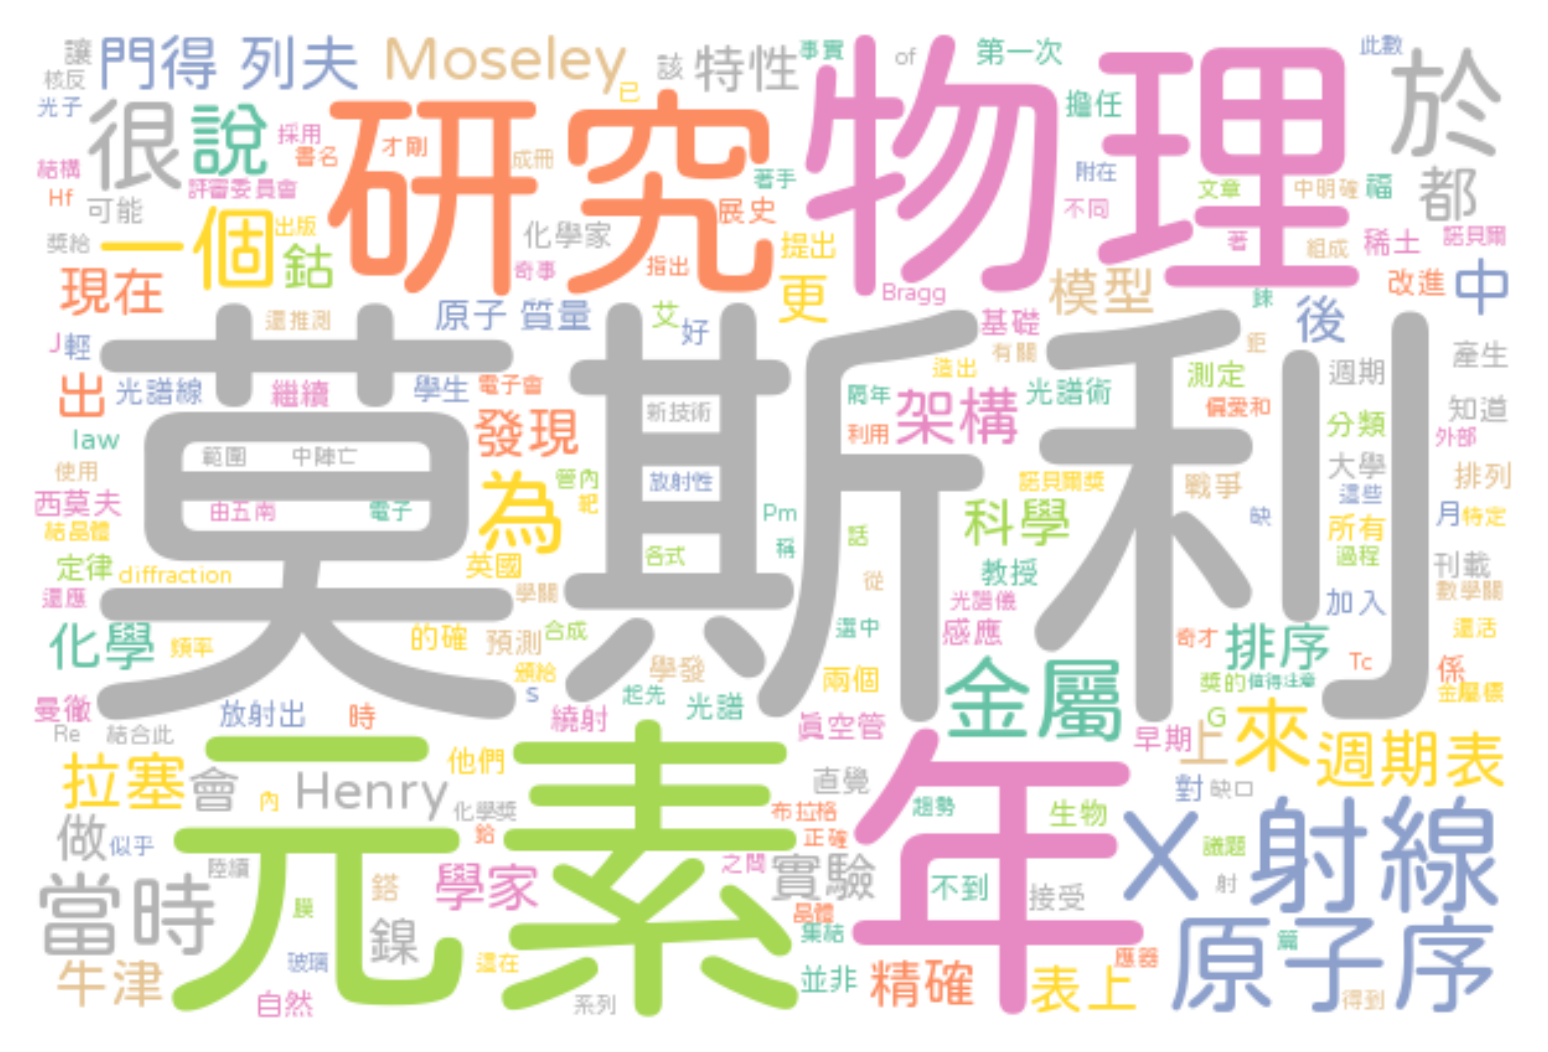 讓
門得 列夫
Moseley
該
特性
事實
of
第一次
此數
於
核反
光子
很
說
採用
書名
才剛
已
研究
物理
擔任
成冊
結構
評審委員會
著手
附在
文章
中明確
福
都
Hf
可能
展史
不同
獎給
一個
出版
鈷
化學家
提出
著
組成
稀土
諾貝爾
現在
奇事
指出
更
Bragg
模型
錸
改進
中
還推測
原子 質量
艾
好
基礎
後
J
輕
有關
鉕
產生
莫斯利
出
光譜線
繼續
學生
電子會
造出
測定
週期
發現
新技術
隔年
架構
光譜術
偏愛和
知道
law
利用
分類
外部
範圍
中陣亡
使用
為
管內
放射性
諾貝爾獎
戰爭
大學
排列
這些
西莫夫
由五南
電子
鈀
Pm
科學
缺
月
特定
結晶體
稱
話
所有
定律
diffraction
英國
各式
從
教授
過程
刊載
還應
學關
光譜儀
加入
數學關
化學
頻率
的確
預測
合成
選中
感應
奇才
排序
還活
學發
頒給
兩個
金屬
Tc
係
曼徹
放射出
時
s
起先
光譜
獎的
值得注意
金屬標
Re
結合此
繞射
真空管
早期
上
G
來
週期表
拉塞
會
內
Henry
他們
元素
年
直覺
對
缺口
化學獎
布拉格
趨勢
生物
X 射線
做
似乎
鉿
正確
議題
陸續
之間
實驗
射
當時
鎝
學家
不到
接受
膜
鎳
晶體
集結
原子序
篇
牛津
玻璃
還在
並非
精確
應器
表上
自然
系列
得到